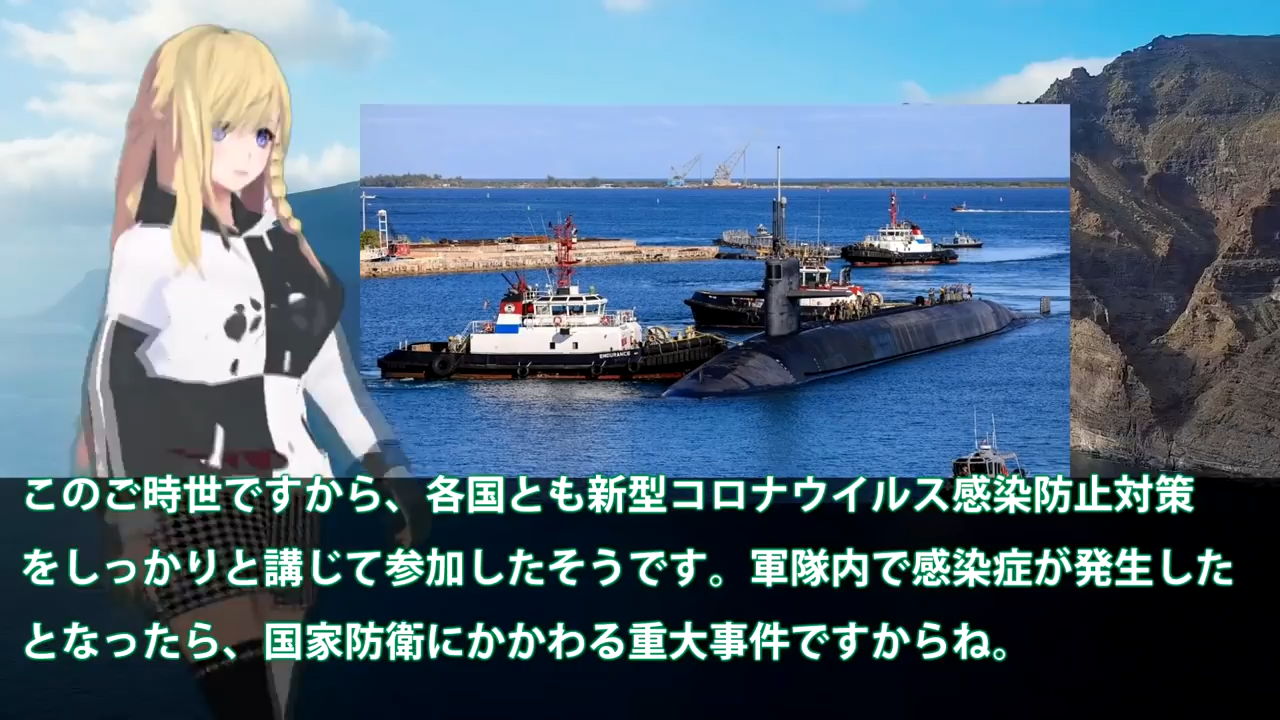 ENDURANCE
このご時世ですから、各国とも新型コロナウイルス感染防止対策
をしっかりと講じて参加したそうです。軍隊内で感染症が発生した
となったら、国家防衛にかかわる重大事件ですからね。